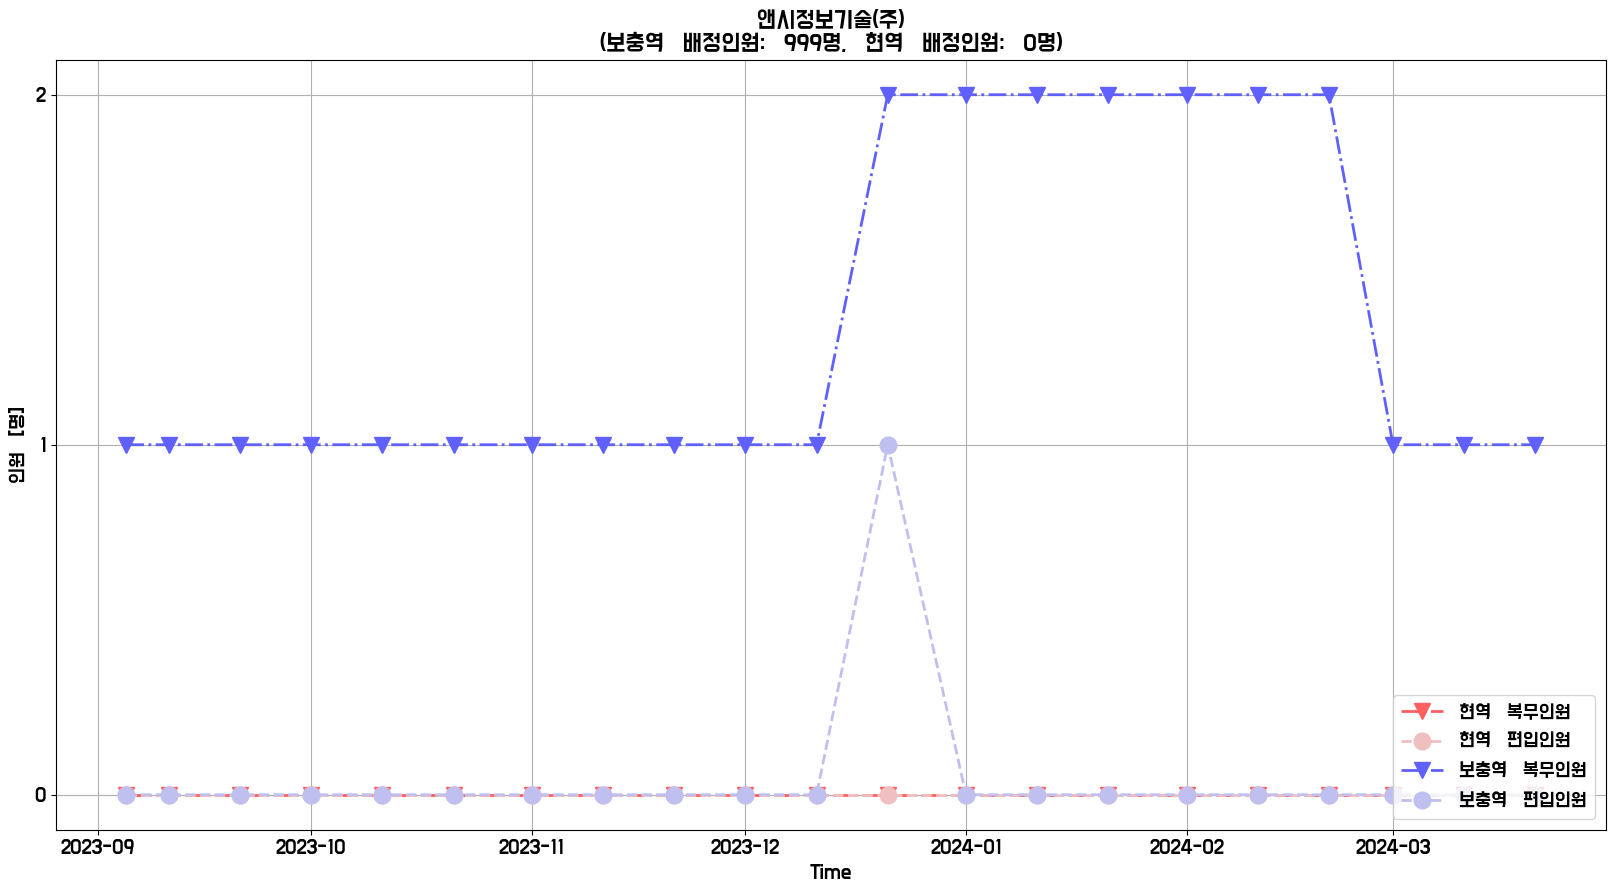 앤시정보기술(주)
(보충역 배정인원: 999명, 현역 배정인원: 0명)
인원 [명]
2
1
0
현역 복무인원
현역 편입인원
보충역 복무인원
보충역 편입인원
2023-09 2023-10 2023-11 2023-12 2024-01 2024-02 2024-03
Time